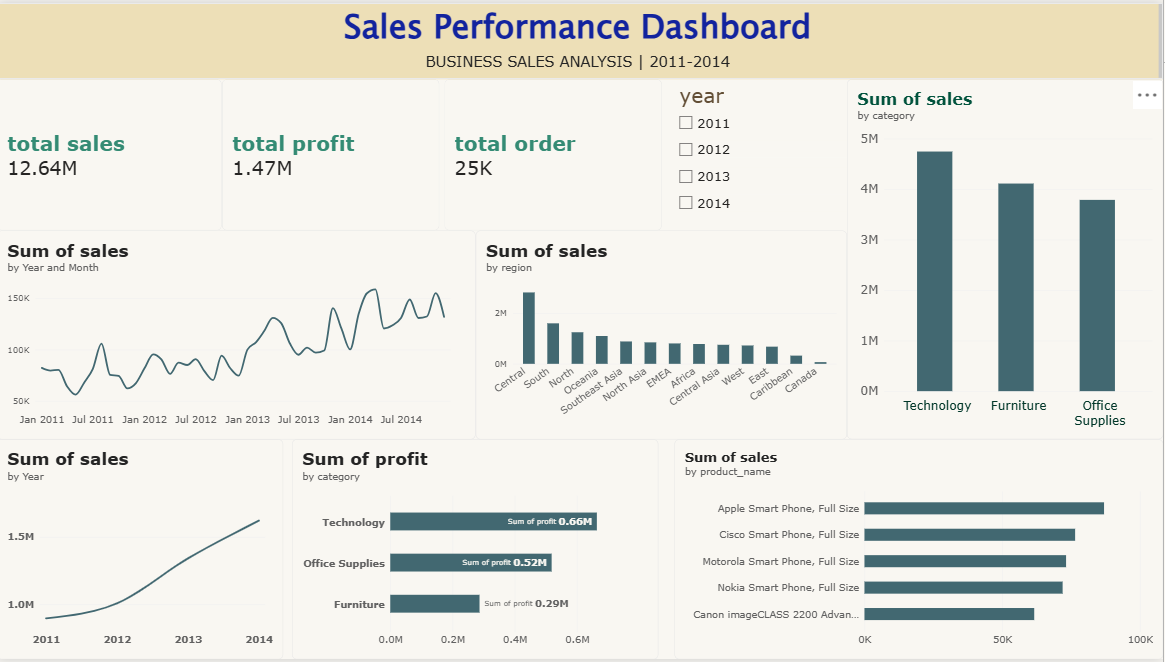 Sales Performance Dashboard
BUSINESS SALES ANALYSIS | 2011-2014
total sales
12.64M
total profit
1.47M
total order
25K
year
2011
2012
2013
2014
Sum of sales
by category
5M
4M
3M
2M
1M
0M
Technology
Furniture
Office
Supplies
Sum of sales
by Year and Month
150K
100K
50K
Jan 2011 Jul 2011 Jan 2012 Jul 2012 Jan 2013 Jul 2013 Jan 2014 Jul 2014
Sum of sales
by region
2M
0M
Central
South
North
Oceania
Southeast Asia
North Asia
EMEA
Africa
Central Asia
West
East
Caribbean
Canada
Sum of sales
by Year
1.5M
1.0M
2011 2012 2013 2014
Sum of profit
by category
Technology Sum of profit 0.66M
Office Supplies Sum of profit 0.52M
Furniture Sum of profit 0.29M
0.0M 0.2M 0.4M 0.6M
Sum of sales
by product_name
Apple Smart Phone, Full Size
Cisco Smart Phone, Full Size
Motorola Smart Phone, Full Size
Nokia Smart Phone, Full Size
Canon imageCLASS 2200 Advan...
0K 50K 100K